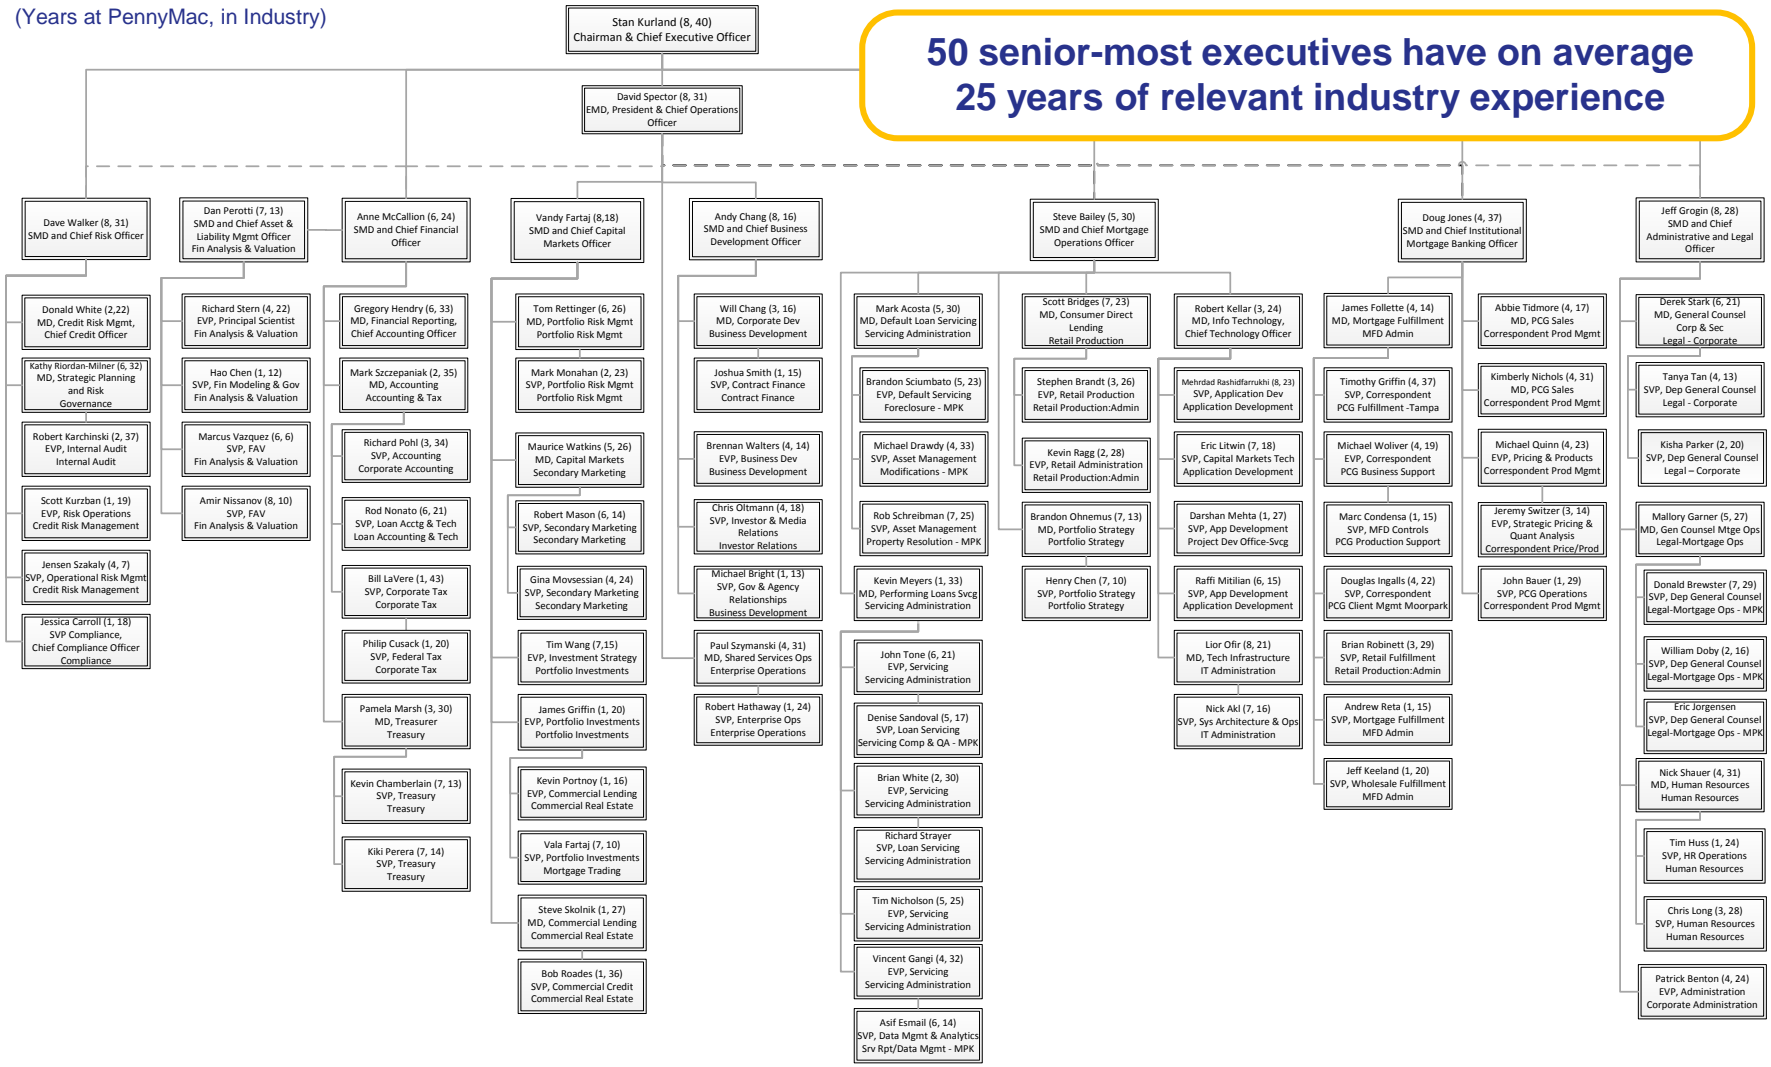 (Years at PennyMac, in Industry)
50 senior-most executives have on average
25 years of relevant industry experience
Stan Kurland (8, 40)
Chairman & Chief Executive Officer
David Spector (8, 31)
EMD, President & Chief Operations
Officer
Dave Walker (8, 31)
SMD and Chief Risk Officer
Dan Perotti (7, 13)
SMD and Chief Asset &
Liability Mgmt Officer
Fin Analysis & Valuation
Anne McCallion (6, 24)
SMD and Chief Financial
Officer
Vandy Fartaj (8,18)
SMD and Chief Capital
Markets Officer
Andy Chang (8, 16)
SMD and Chief Business
Development Officer
Steve Bailey (5, 30)
SMD and Chief Mortgage
Operations Officer
Doug Jones (4, 37)
SMD and Chief Institutional
Mortgage Banking Officer
Jeff Grogin (8, 28)
SMD and Chief
Administrative and Legal
Officer
Donald White (2,22)
MD, Credit Risk Mgmt,
Chief Credit Officer
Kathy Riordan-Milner (6, 32)
MD, Strategic Planning
and Risk
Governance
Robert Karchinski (2, 37)
EVP, Internal Audit
Internal Audit
Scott Kurzban (1, 19)
EVP, Risk Operations
Credit Risk Management
Jensen Szakaly (4, 7)
SVP, Operational Risk Mgmt
Credit Risk Management
Jessica Carroll (1, 18)
SVP Compliance,
Chief Compliance Officer
Compliance
Richard Stern (4, 22)
EVP, Principal Scientist
Fin Analysis & Valuation
Hao Chen (1, 12)
SVP, Fin Modeling & Gov
Fin Analysis & Valuation
Marcus Vazquez (6, 6)
SVP, FAV
Fin Analysis & Valuation
Amir Nissanov (8, 10)
SVP, FAV
Fin Analysis & Valuation
Gregory Hendry (6, 33)
MD, Financial Reporting,
Chief Accounting Officer
Mark Szczepaniak (2, 35)
MD, Accounting
Accounting & Tax
Richard Pohl (3, 34)
SVP, Accounting
Corporate Accounting
Rod Nonato (6, 21)
SVP, Loan Acctg & Tech
Loan Accounting & Tech
Bill LaVere (1, 43)
SVP, Corporate Tax
Corporate Tax
Philip Cusack (1, 20)
SVP, Federal Tax
Corporate Tax
Pamela Marsh (3, 30)
MD, Treasurer
Treasury
Kevin Chamberlain (7, 13)
SVP, Treasury
Treasury
Kiki Perera (7, 14)
SVP, Treasury
Treasury
Tom Rettinger (6, 26)
MD, Portfolio Risk Mgmt
Portfolio Risk Mgmt
Mark Monahan (2, 23)
SVP, Portfolio Risk Mgmt
Portfolio Risk Mgmt
Maurice Watkins (5, 26)
MD, Capital Markets
Secondary Marketing
Robert Mason (6, 14)
SVP, Secondary Marketing
Secondary Marketing
Gina Movsessian (4, 24)
SVP, Secondary Marketing
Secondary Marketing
Tim Wang (7,15)
EVP, Investment Strategy
Portfolio Investments
James Griffin (1, 20)
EVP, Portfolio Investments
Portfolio Investments
Kevin Portnoy (1, 16)
EVP, Commercial Lending
Commercial Real Estate
Vala Fartaj (7, 10)
SVP, Portfolio Investments
Mortgage Trading
Steve Skolnik (1, 27)
MD, Commercial Lending
Commercial Real Estate
Bob Roades (1, 36)
SVP, Commercial Credit
Commercial Real Estate
Will Chang (3, 16)
MD, Corporate Dev
Business Development
Joshua Smith (1, 15)
SVP, Contract Finance
Contract Finance
Brennan Walters (4, 14)
EVP, Business Dev
Business Development
Chris Oltmann (4, 18)
SVP, Investor & Media
Relations
Investor Relations
Michael Bright (1, 13)
SVP, Gov & Agency
Relationships
Business Development
Paul Szymanski (4, 31)
MD, Shared Services Ops
Enterprise Operations
Robert Hathaway (1, 24)
SVP, Enterprise Ops
Enterprise Operations
Mark Acosta (5, 30)
MD, Default Loan Servicing
Servicing Administration
Brandon Sciumbato (5, 23)
EVP, Default Servicing
Foreclosure - MPK
Michael Drawdy (4, 33)
SVP, Asset Management
Modifications - MPK
Rob Schreibman (7, 25)
SVP, Asset Management
Property Resolution - MPK
Kevin Meyers (1, 33)
MD, Performing Loans Svcg
Servicing Administration
John Tone (6, 21)
EVP, Servicing
Servicing Administration
Denise Sandoval (5, 17)
SVP, Loan Servicing
Servicing Comp & QA - MPK
Brian White (2, 30)
EVP, Servicing
Servicing Administration
Richard Strayer
SVP, Loan Servicing
Servicing Administration
Tim Nicholson (5, 25)
EVP, Servicing
Servicing Administration
Vincent Gangi (4, 32)
EVP, Servicing
Servicing Administration
Asif Esmail (6, 14)
SVP, Data Mgmt & Analytics
Srv Rpt/Data Mgmt - MPK
Scott Bridges (7, 23)
MD, Consumer Direct
Lending
Retail Production
Stephen Brandt (3, 26)
EVP, Retail Production
Retail Production:Admin
Kevin Ragg (2, 28)
EVP, Retail Administration
Retail Production:Admin
Brandon Ohnemus (7, 13)
MD, Portfolio Strategy
Portfolio Strategy
Henry Chen (7, 10)
SVP, Portfolio Strategy
Portfolio Strategy
Robert Kellar (3, 24)
MD, Info Technology,
Chief Technology Officer
Mehrdad Rashidfarrukhi (8, 23)
SVP, Application Dev
Application Development
Eric Litwin (7, 18)
SVP, Capital Markets Tech
Application Development
Darshan Mehta (1, 27)
SVP, App Development
Project Dev Office-Svcg
Raffi Mitilian (6, 15)
SVP, App Development
Application Development
Lior Ofir (8, 21)
MD, Tech Infrastructure
IT Administration
Nick Akl (7, 16)
SVP, Sys Architecture & Ops
IT Administration
James Follette (4, 14)
MD, Mortgage Fulfillment
MFD Admin
Timothy Griffin (4, 37)
SVP, Correspondent
PCG Fulfillment -Tampa
Michael Woliver (4, 19)
EVP, Correspondent
PCG Business Support
Marc Condensa (1, 15)
SVP, MFD Controls
PCG Production Support
Douglas Ingalls (4, 22)
SVP, Correspondent
PCG Client Mgmt Moorpark
Brian Robinett (3, 29)
SVP, Retail Fulfillment
Retail Production:Admin
Andrew Reta (1, 15)
SVP, Mortgage Fulfillment
MFD Admin
Jeff Keeland (1, 20)
SVP, Wholesale Fulfillment
MFD Admin
Abbie Tidmore (4, 17)
MD, PCG Sales
Correspondent Prod Mgmt
Kimberly Nichols (4, 31)
MD, PCG Sales
Correspondent Prod Mgmt
Michael Quinn (4, 23)
EVP, Pricing & Products
Correspondent Prod Mgmt
Jeremy Switzer (3, 14)
EVP, Strategic Pricing &
Quant Analysis
Correspondent Price/Prod
John Bauer (1, 29)
SVP, PCG Operations
Correspondent Prod Mgmt
Derek Stark (6, 21)
MD, General Counsel
Corp & Sec
Legal - Corporate
Tanya Tan (4, 13)
SVP, Dep General Counsel
Legal - Corporate
Kisha Parker (2, 20)
SVP, Dep General Counsel
Legal – Corporate
Mallory Garner (5, 27)
MD, Gen Counsel Mtge Ops
Legal-Mortgage Ops
Donald Brewster (7, 29)
SVP, Dep General Counsel
Legal-Mortgage Ops - MPK
William Doby (2, 16)
SVP, Dep General Counsel
Legal-Mortgage Ops - MPK
Eric Jorgensen
SVP, Dep General Counsel
Legal-Mortgage Ops - MPK
Nick Shauer (4, 31)
MD, Human Resources
Human Resources
Tim Huss (1, 24)
SVP, HR Operations
Human Resources
Chris Long (3, 28)
SVP, Human Resources
Human Resources
Patrick Benton (4, 24)
EVP, Administration
Corporate Administration